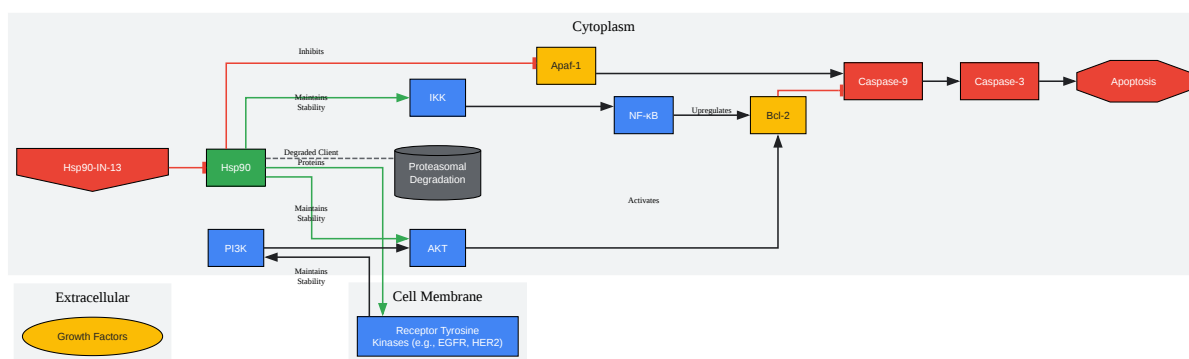 Cytoplasm
Inhibits
Apaf-1
Caspase-9
Caspase-3
Apoptosis
Maintains
Stability
IKK
NF-κB
Upregulates
Bcl-2
Hsp90-IN-13
Hsp90
Degraded Client
Proteins
Proteasomal
Degradation
Maintains
Stability
Activates
PI3K
AKT
Maintains
Stability
Extracellular
Growth Factors
Cell Membrane
Receptor Tyrosine
Kinases (e.g., EGFR, HER2)